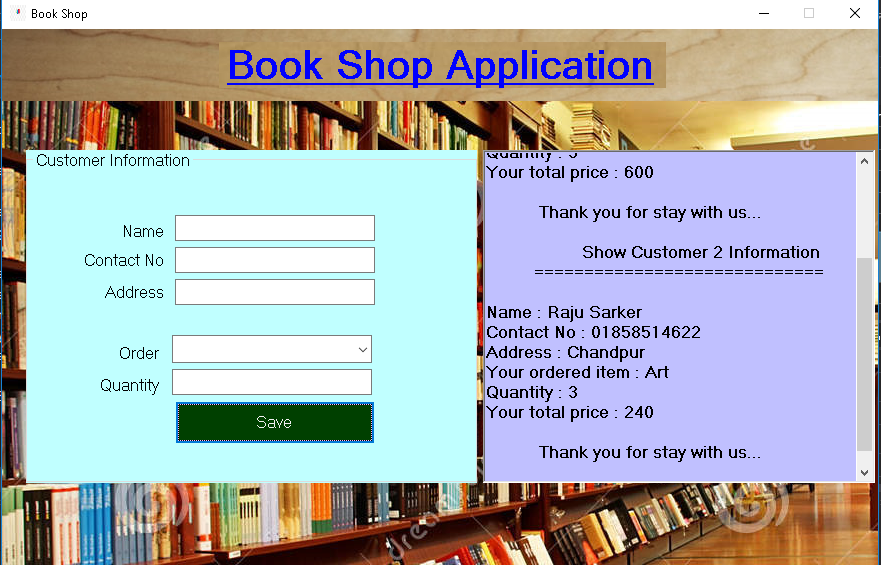 Book Shop
Book Shop Application
Customer Information
Name
Contact No
Address
Order
Quantity
Save
Your total price : 600
Thank you for stay with us...
Show Customer 2 Information
=============================
Name : Raju Sarker
Contact No : 01858514622
Address : Chandpur
Your ordered item : Art
Quantity : 3
Your total price : 240
Thank you for stay with us...